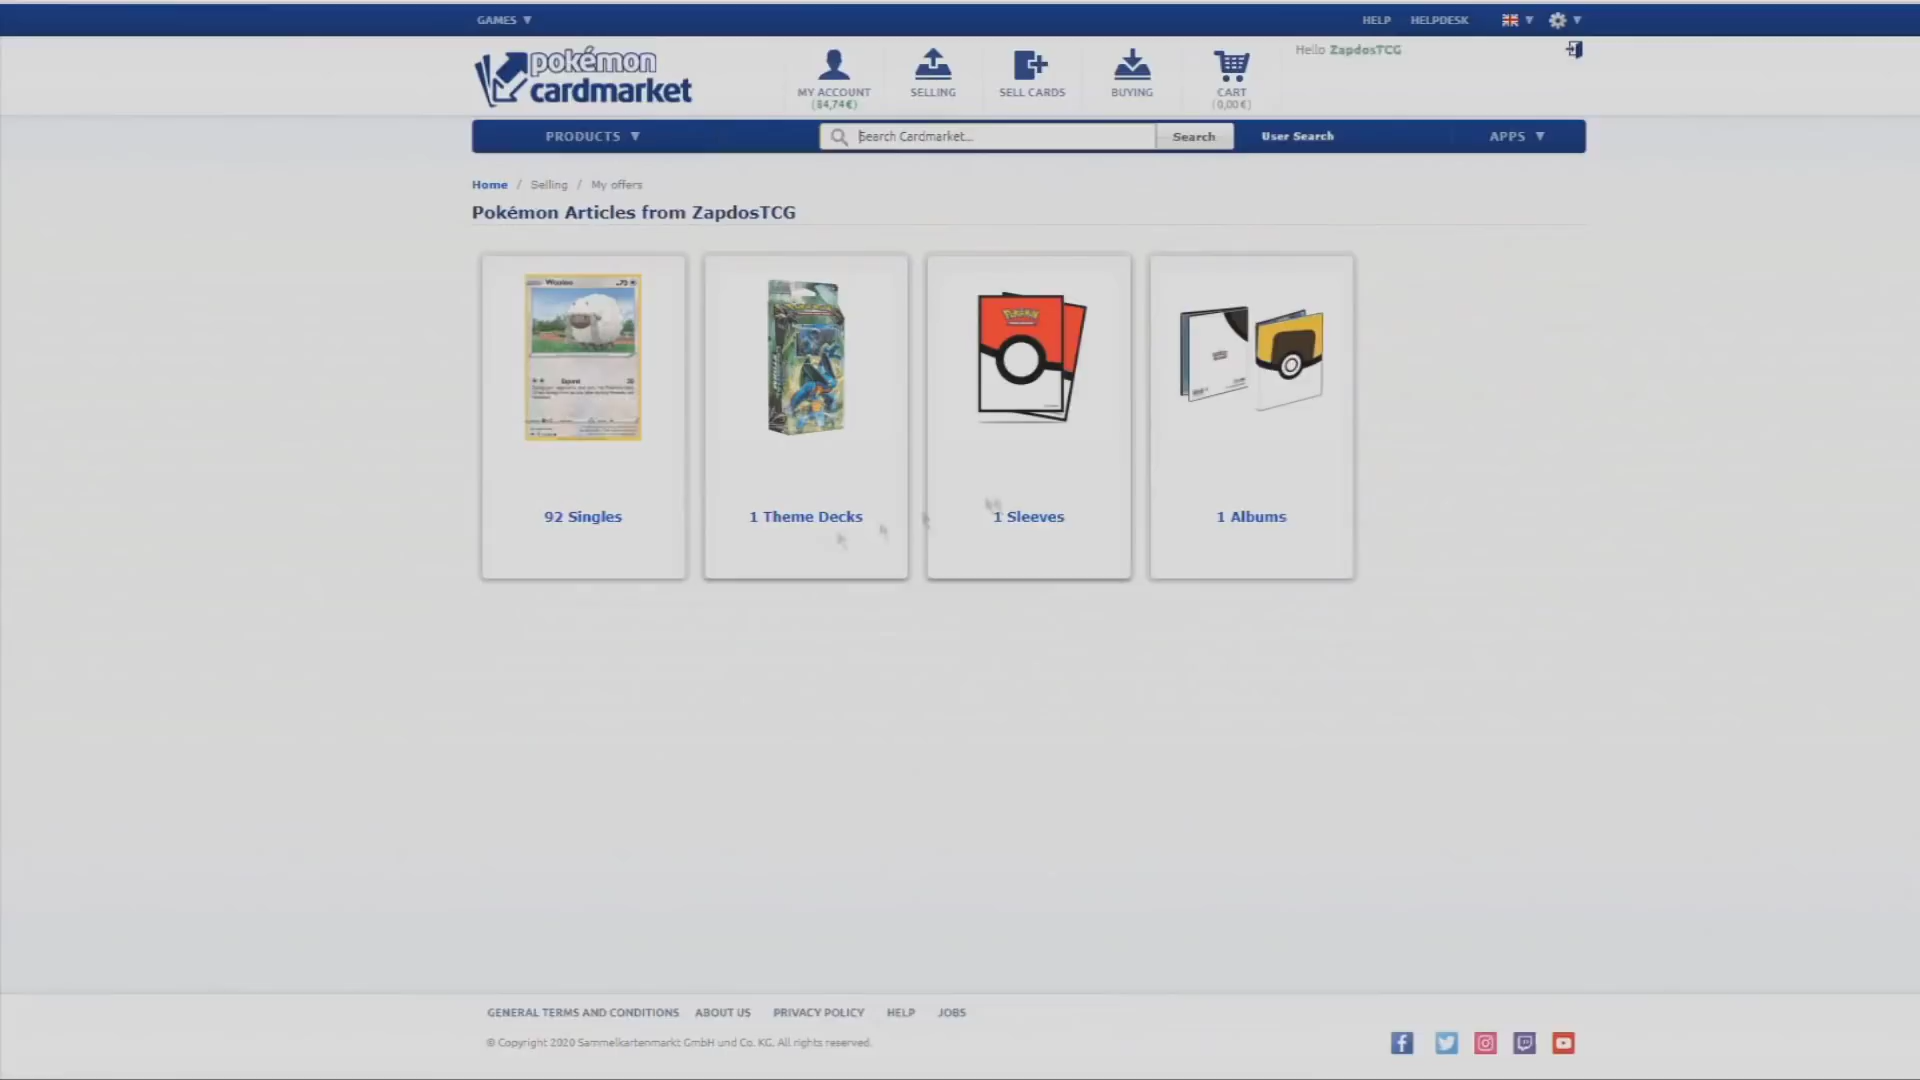 GAMES ▼
HELP HELPDESK
pokémon
cardmarket
MY ACCOUNT
(84,74 €)
SELLING
SELL CARDS
BUYING
CART
(0,00 €)
Hello ZapdosTCG
PRODUCTS ▼
Search Cardmarket...
Search
User Search
APPS ▼
Home / Selling / My offers
Pokémon Articles from ZapdosTCG
Wooloo 70
POKÉMON
92 Singles
1 Theme Decks
1 Sleeves
1 Albums
GENERAL TERMS AND CONDITIONS ABOUT US PRIVACY POLICY HELP JOBS
© Copyright 2020 Sammelkartenmarkt GmbH und Co. KG. All rights reserved.